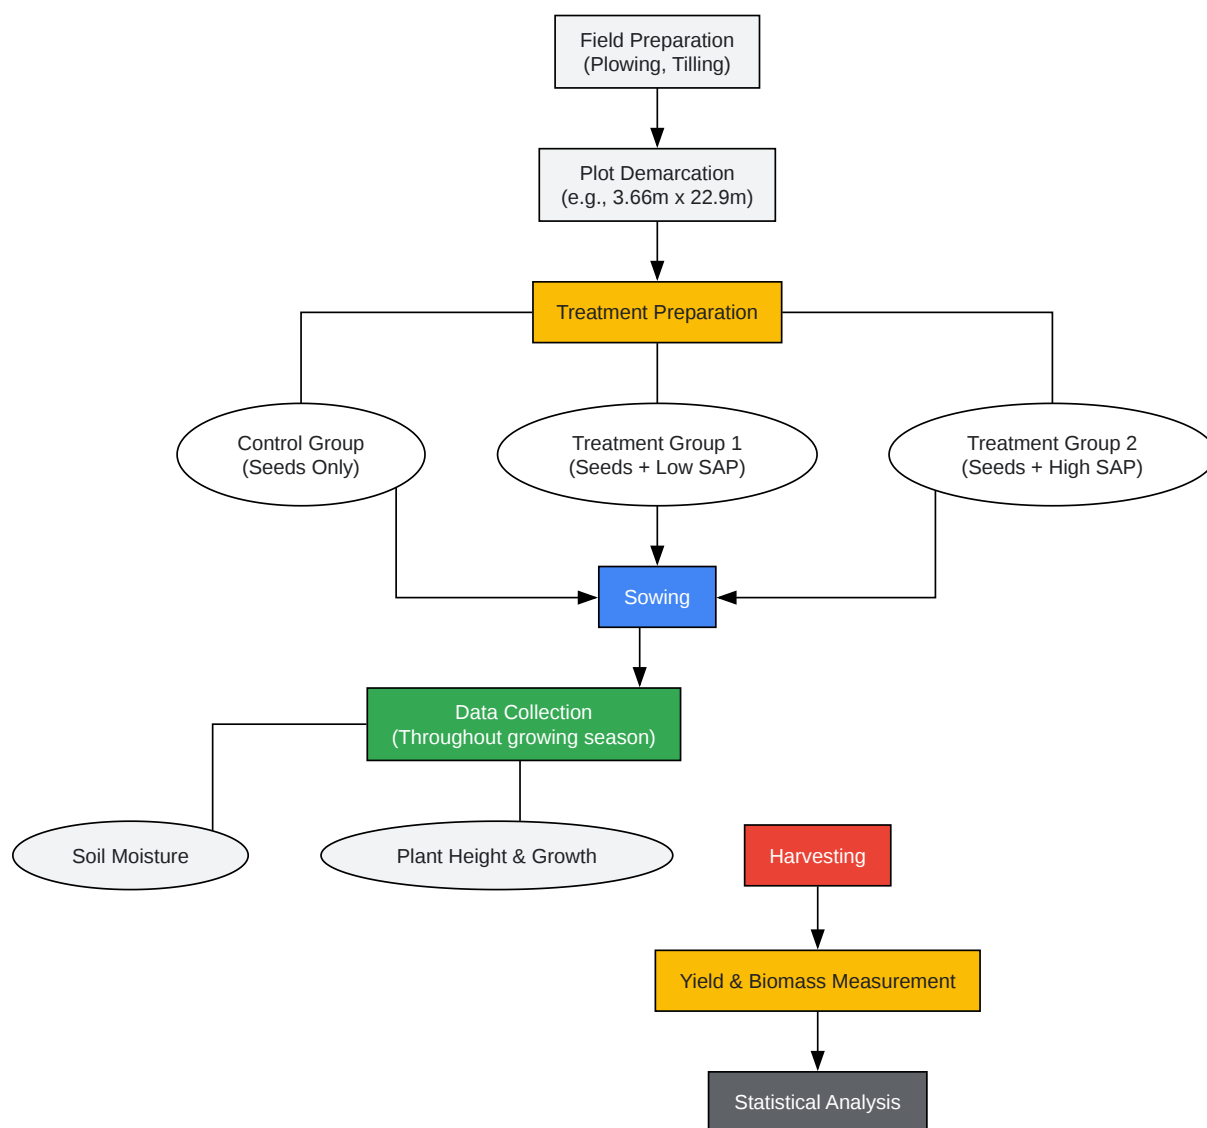 Field Preparation
(Plowing, Tilling)
Plot Demarcation
(e.g., 3.66m x 22.9m)
Treatment Preparation
Control Group
(Seeds Only)
Treatment Group 1
(Seeds + Low SAP)
Treatment Group 2
(Seeds + High SAP)
Sowing
Data Collection
(Throughout growing season)
Soil Moisture
Plant Height & Growth
Harvesting
Yield & Biomass Measurement
Statistical Analysis